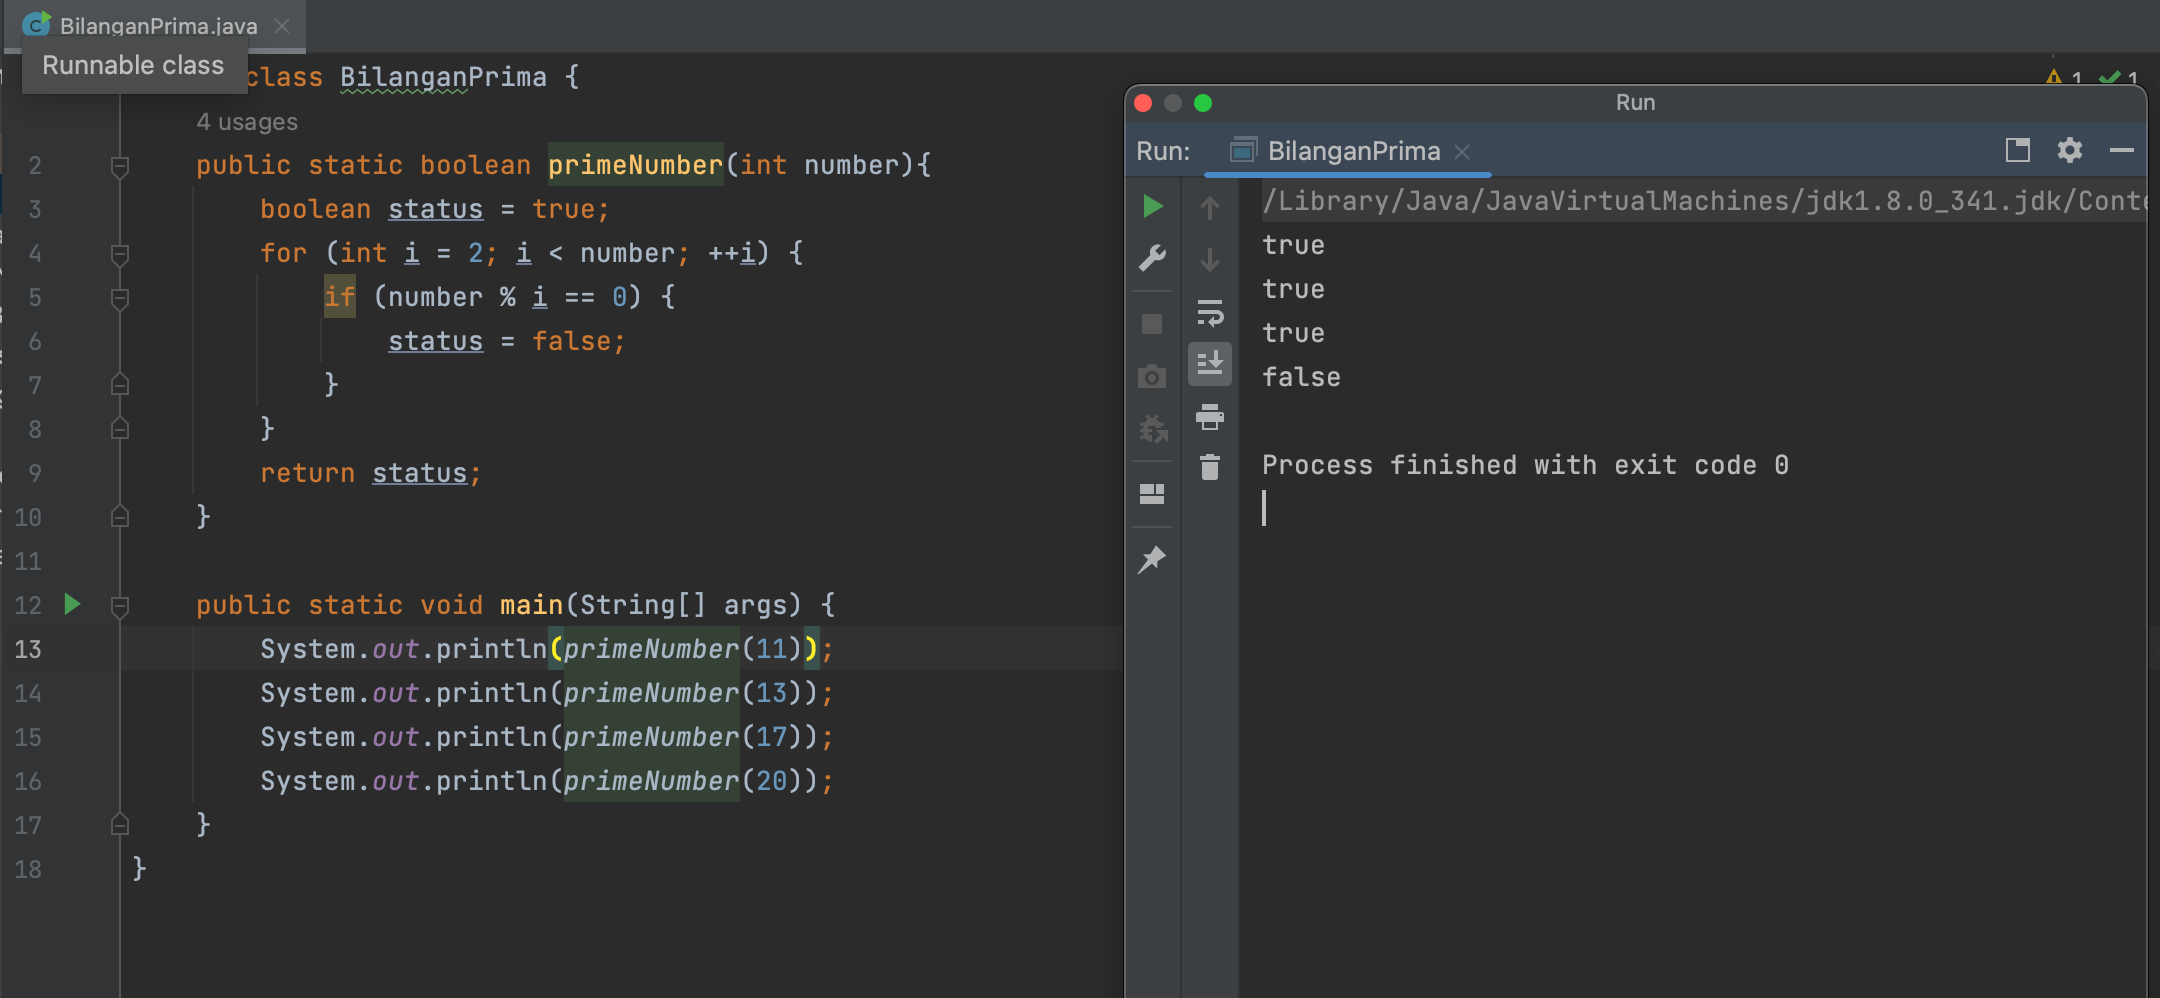 BilanganPrima.java
Runnable class
class BilanganPrima {
4 usages
2 public static boolean primeNumber(int number){
3 boolean status = true;
4 for (int i = 2; i < number; ++i) {
5 if (number % i == 0) {
6 status = false;
7 }
8 }
9 return status;
10 }
11
12 public static void main(String[] args) {
13 System.out.println(primeNumber(11));
14 System.out.println(primeNumber(13));
15 System.out.println(primeNumber(17));
16 System.out.println(primeNumber(20));
17 }
18 }
1 1
Run
Run: BilanganPrima
/Library/Java/JavaVirtualMachines/jdk1.8.0_341.jdk/Conte
true
true
true
false
Process finished with exit code 0